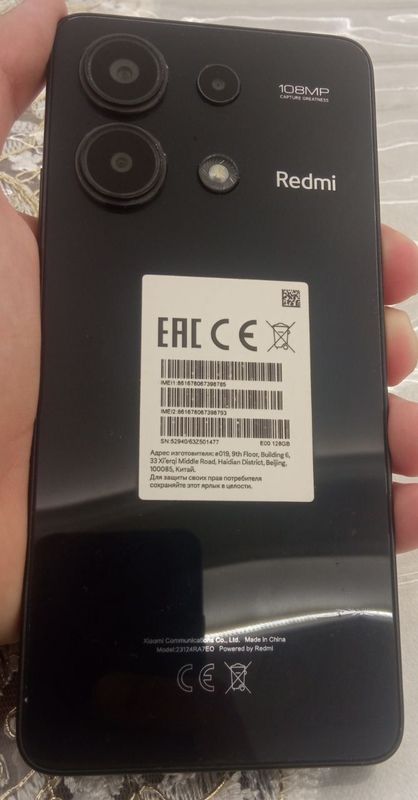 108MP
CAPTURE GREATNESS
Redmi
EAC CE
IMEI1:861678067398785
IMEI2:861678067398793
SN:52940/63Z501477 E00 128GB
Адрес изготовителя: #019, 9th Floor, Building 6,
33 Xi'erqi Middle Road, Haidian District, Beijing,
100085, Китай.
Для защиты своих прав потребителя
сохраняйте этот ярлык в целости.
Xiaomi Communications Co., Ltd. Made in China
Model:23124RA7EO Powered by Redmi
CE